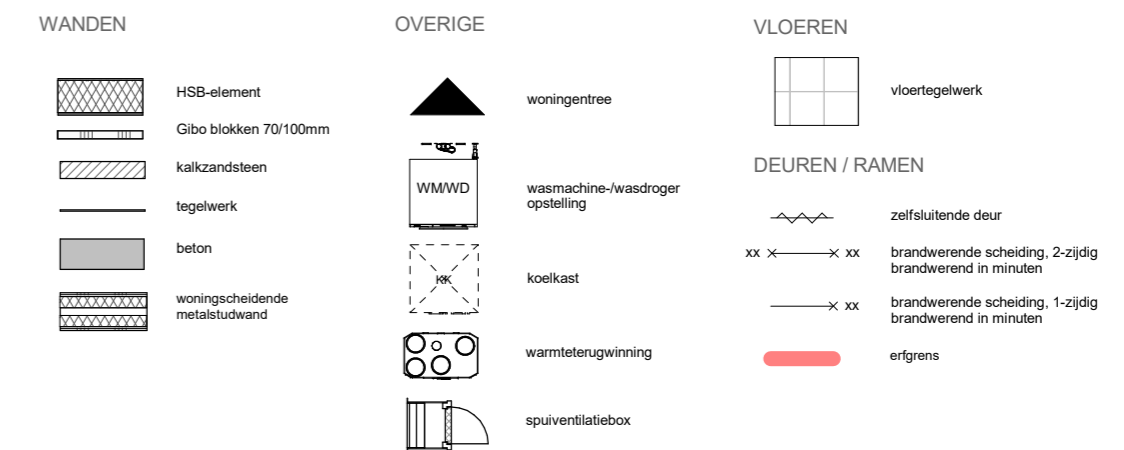 WANDEN
HSB-element
Gibo blokken 70/100mm
kalkzandsteen
tegelwerk
beton
woningscheidende
metalstudwand
OVERIGE
woningentree
WM/WD
wasmachine-/wasdroger
opstelling
KK
koelkast
warmteterugwinning
spuiventilatiebox
VLOEREN
vloertegelwerk
DEUREN / RAMEN
zelfsluitende deur
xx xx
brandwerende scheiding, 2-zijdig
brandwerend in minuten
xx
brandwerende scheiding, 1-zijdig
brandwerend in minuten
erfgrens